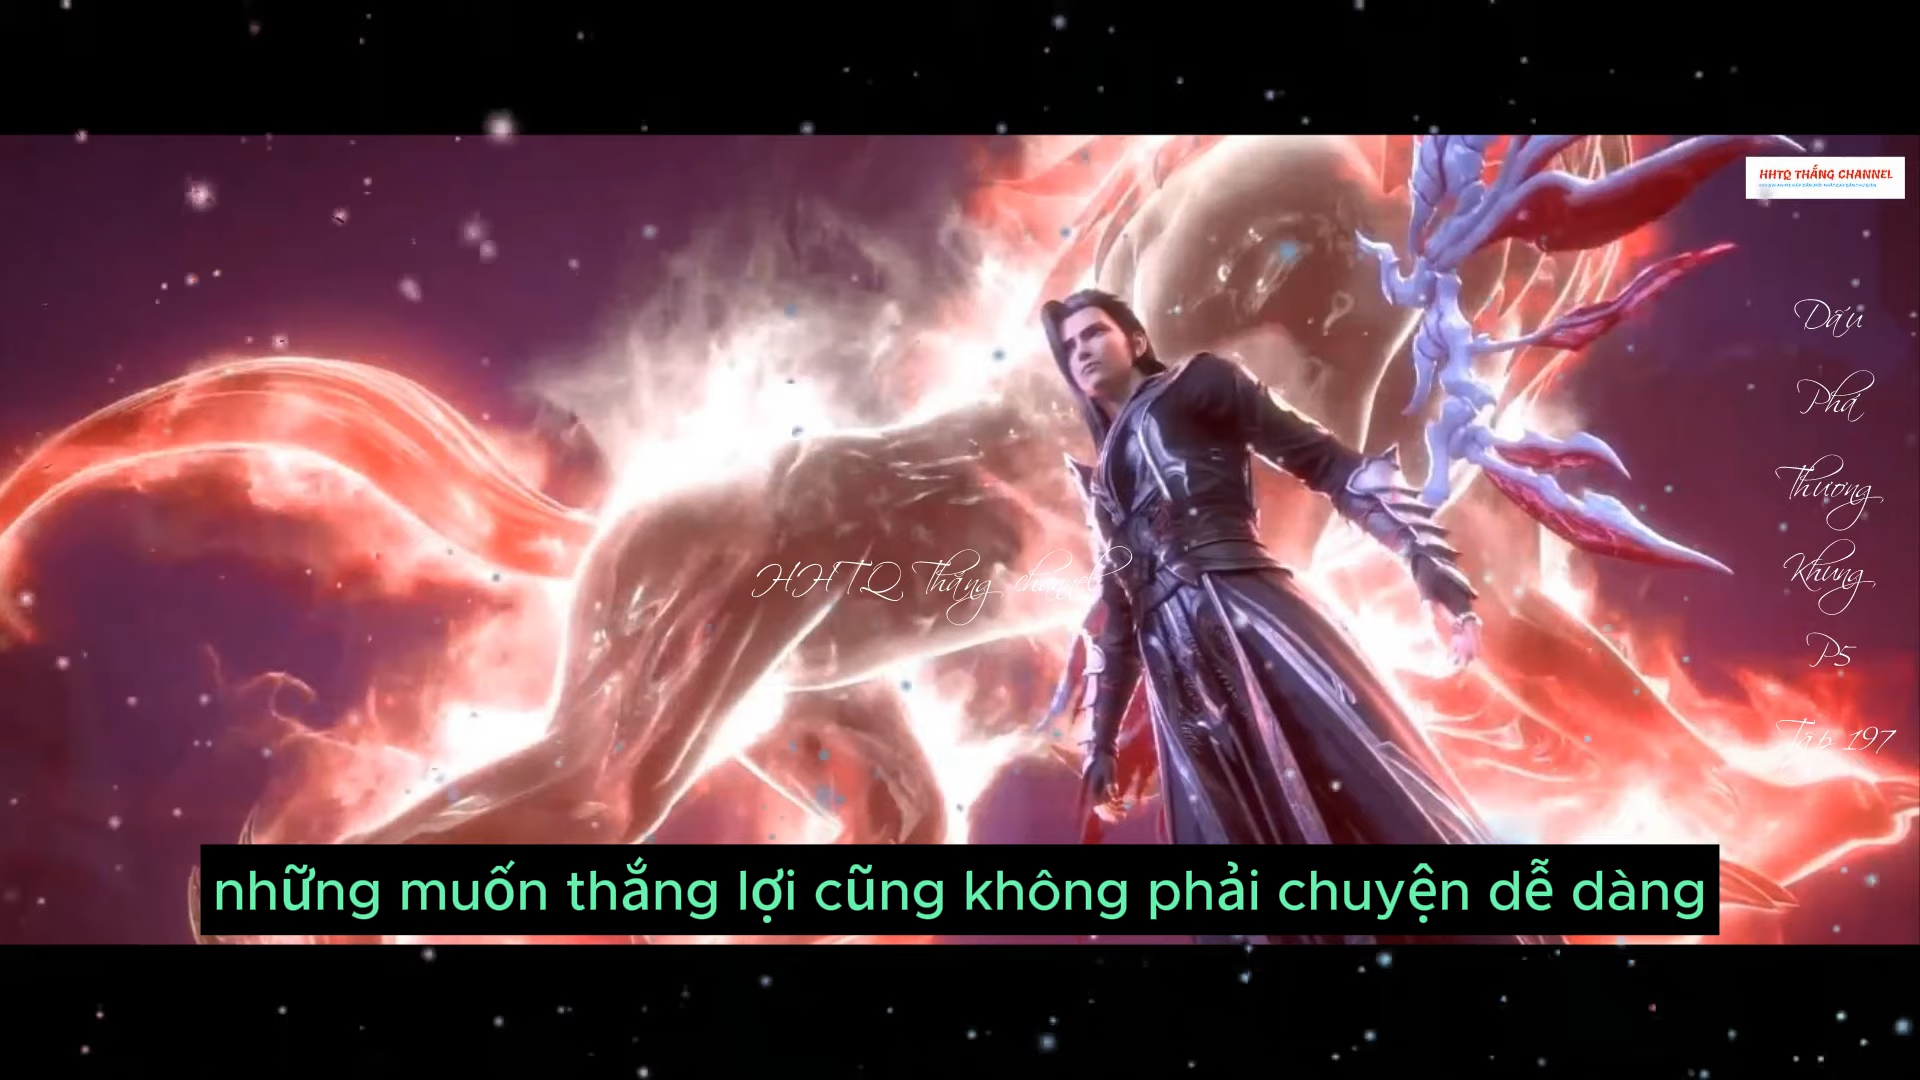 HHTQ THẮNG CHANNEL
Dấu
Phá
Thương
Khung
P5
Tập 197
HHTQ Thắng channel
những muốn thắng lợi cũng không phải chuyện dễ dàng